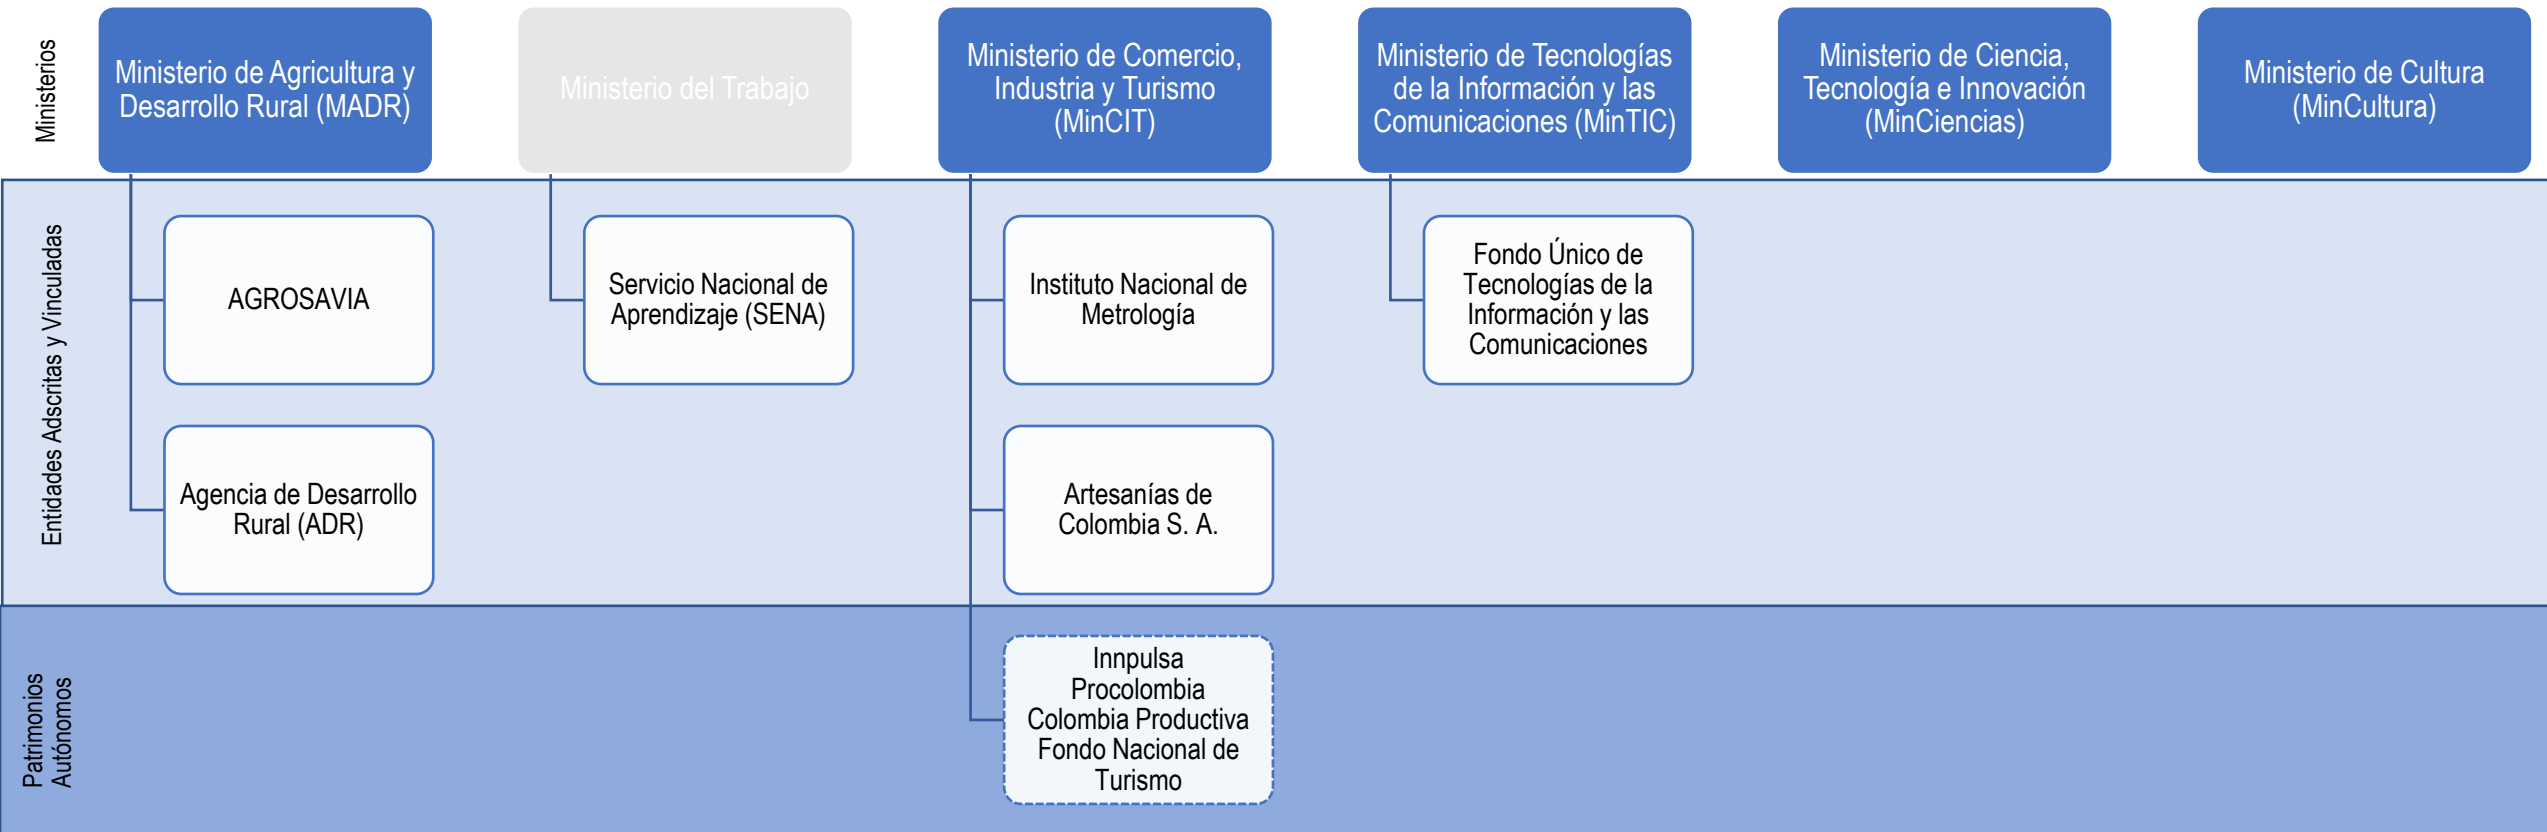 Ministerios
Ministerio de Agricultura y
Desarrollo Rural (MADR)
Ministerio del Trabajo
Ministerio de Comercio,
Industria y Turismo
(MinCIT)
Ministerio de Tecnologías
de la Información y las
Comunicaciones (MinTIC)
Ministerio de Ciencia,
Tecnología e Innovación
(MinCiencias)
Ministerio de Cultura
(MinCultura)
Entidades Adscritas y Vinculadas
AGROSAVIA
Servicio Nacional de
Aprendizaje (SENA)
Instituto Nacional de
Metrología
Fondo Único de
Tecnologías de la
Información y las
Comunicaciones
Agencia de Desarrollo
Rural (ADR)
Artesanías de
Colombia S. A.
Patrimonios
Autónomos
Innpulsa
Procolombia
Colombia Productiva
Fondo Nacional de
Turismo